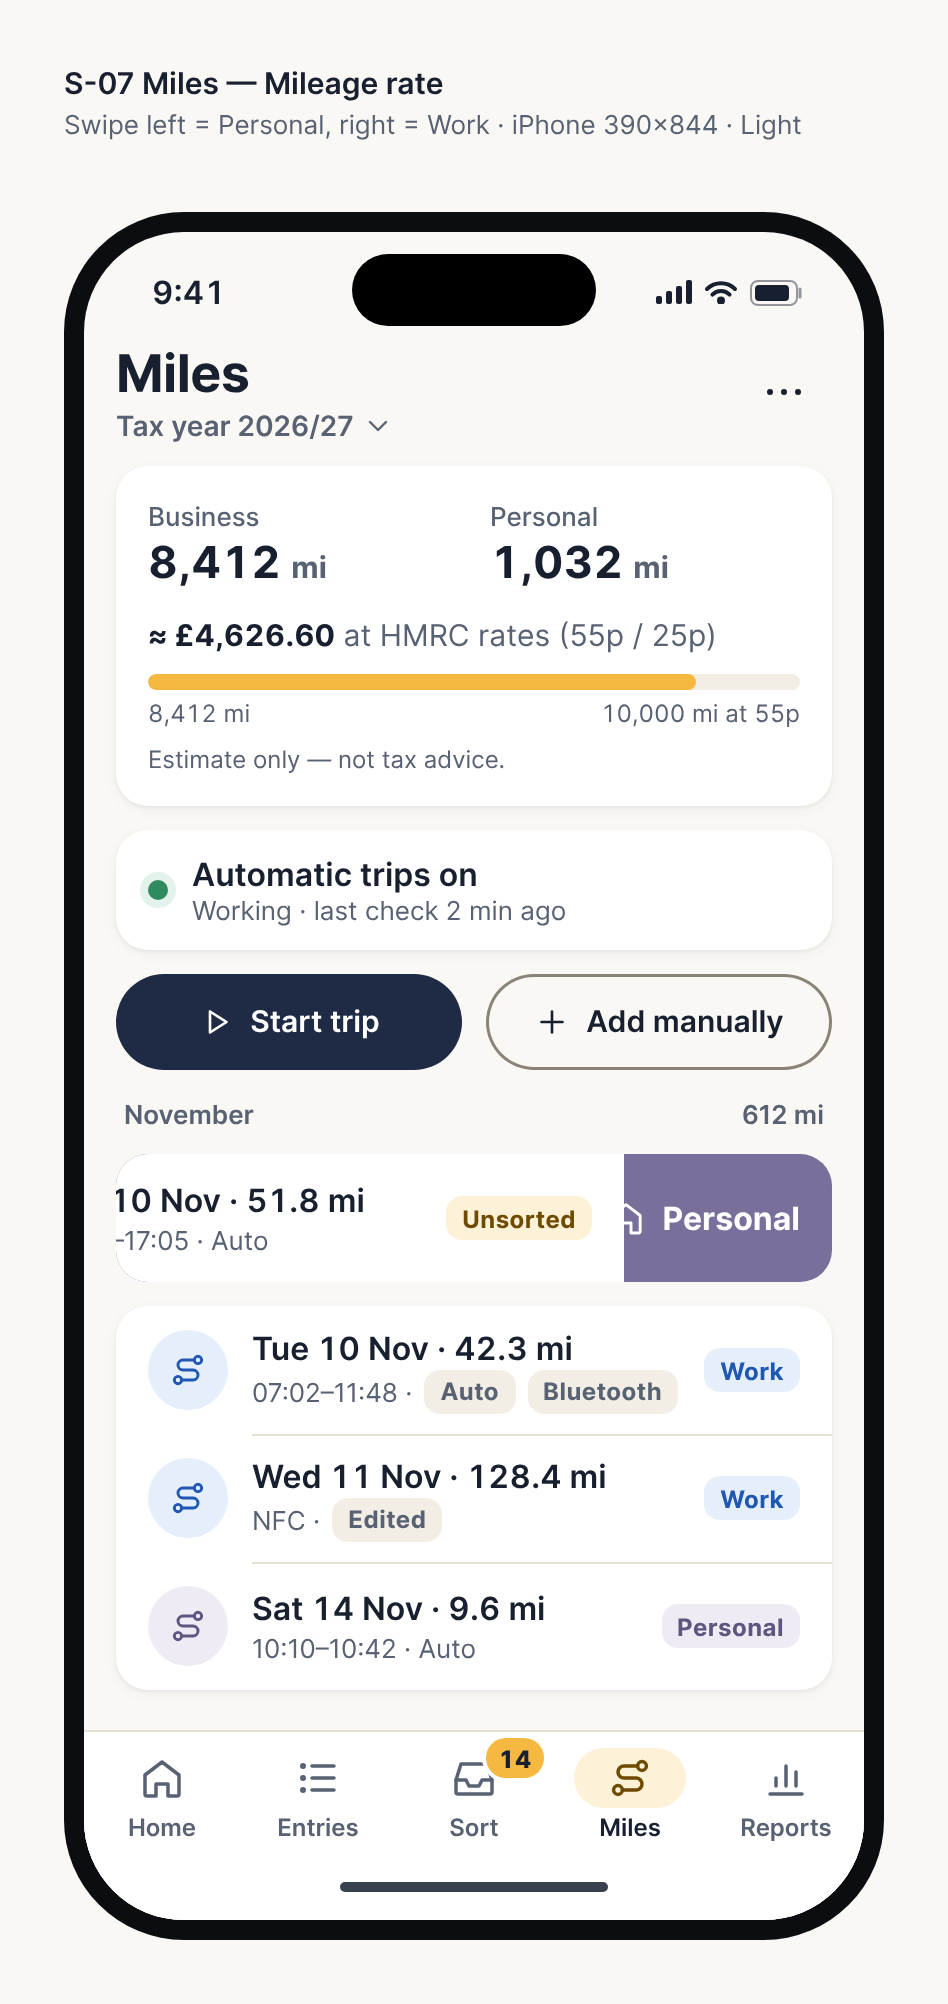 S-07 Miles — Mileage rate
Swipe left = Personal, right = Work · iPhone 390×844 · Light
9:41
Miles
Tax year 2026/27
Business Personal
8,412 mi 1,032 mi
≈ £4,626.60 at HMRC rates (55p / 25p)
8,412 mi 10,000 mi at 55p
Estimate only — not tax advice.
Automatic trips on
Working · last check 2 min ago
Start trip Add manually
November 612 mi
10 Nov · 51.8 mi
Unsorted Personal
–17:05 · Auto
Tue 10 Nov · 42.3 mi
Work
07:02–11:48 · Auto Bluetooth
Wed 11 Nov · 128.4 mi
Work
NFC · Edited
Sat 14 Nov · 9.6 mi
Personal
10:10–10:42 · Auto
14
Home Entries Sort Miles Reports